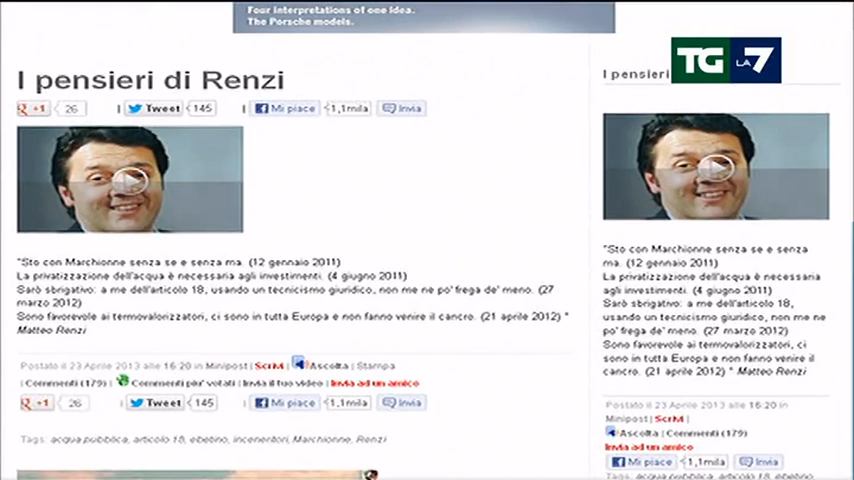 Four interpretations of one idea.
The Porsche models.
TG LA 7
I pensieri di Renzi
+1 26 Tweet 145 Mi piace 1,1mila Invia
"Sto con Marchionne senza se e senza ma. (12 gennaio 2011)
La privatizzazione dell'acqua è necessaria agli investimenti. (4 giugno 2011)
Sarò sbrigativo: a me dell'articolo 18, usando un tecnicismo giuridico, non me ne po' frega de' meno. (27
marzo 2012)
Sono favorevole ai termovalorizzatori, ci sono in tutta Europa e non fanno venire il cancro. (21 aprile 2012) "
Matteo Renzi
Postato il 23 Aprile 2013 alle 16:20 in Minipost | Scrivi | Ascolta | Stampa
| Commenti (179) | Commenti piu' votati | Invia il tuo video | Invia ad un amico
+1 26 Tweet 145 Mi piace 1,1mila Invia
Tags: acqua pubblica, articolo 18, ebetino, inceneritori, Marchionne, Renzi
I pensieri
"Sto con Marchionne senza se e senza
ma. (12 gennaio 2011)
La privatizzazione dell'acqua è necessaria
agli investimenti. (4 giugno 2011)
Sarò sbrigativo: a me dell'articolo 18,
usando un tecnicismo giuridico, non me ne
po' frega de' meno. (27 marzo 2012)
Sono favorevole ai termovalorizzatori, ci
sono in tutta Europa e non fanno venire il
cancro. (21 aprile 2012) " Matteo Renzi
Postato il 23 Aprile 2013 alle 16:20 in
Minipost | Scrivi |
Ascolta | Commenti (179)
Invia ad un amico
Mi piace 1,1mila Invia
Tags: acqua pubblica, articolo 18, ebetino